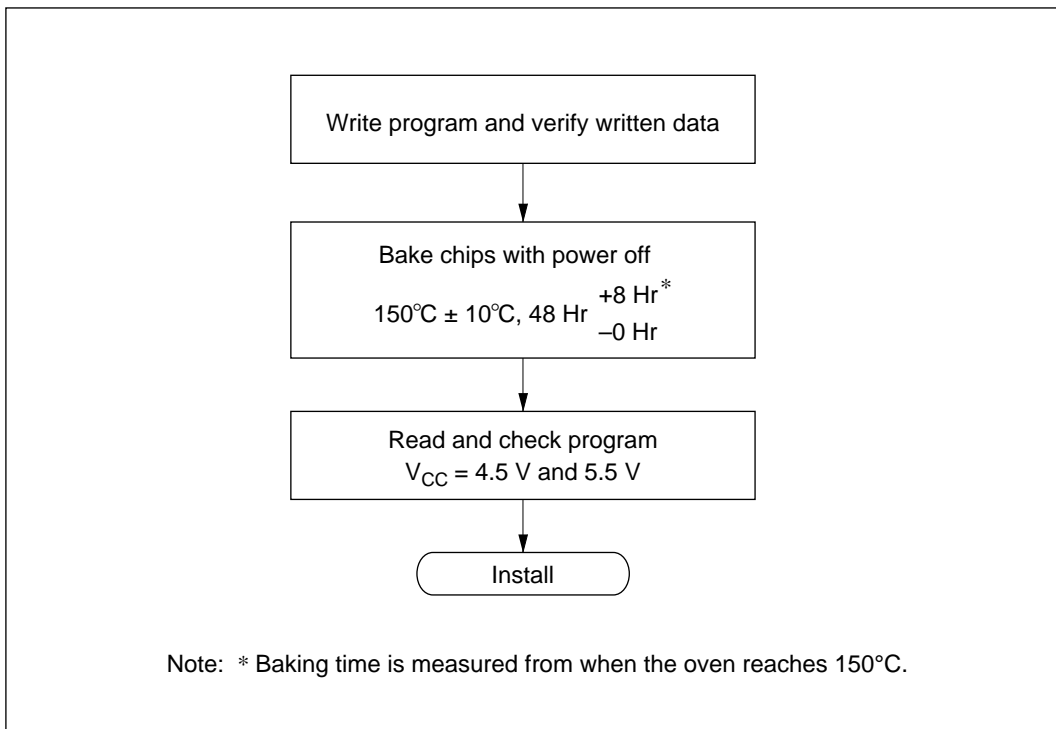 Write program and verify written data
Bake chips with power off
150°C ± 10°C, 48 Hr +8 Hr*
–0 Hr
Read and check program
VCC = 4.5 V and 5.5 V
Install
Note: * Baking time is measured from when the oven reaches 150°C.